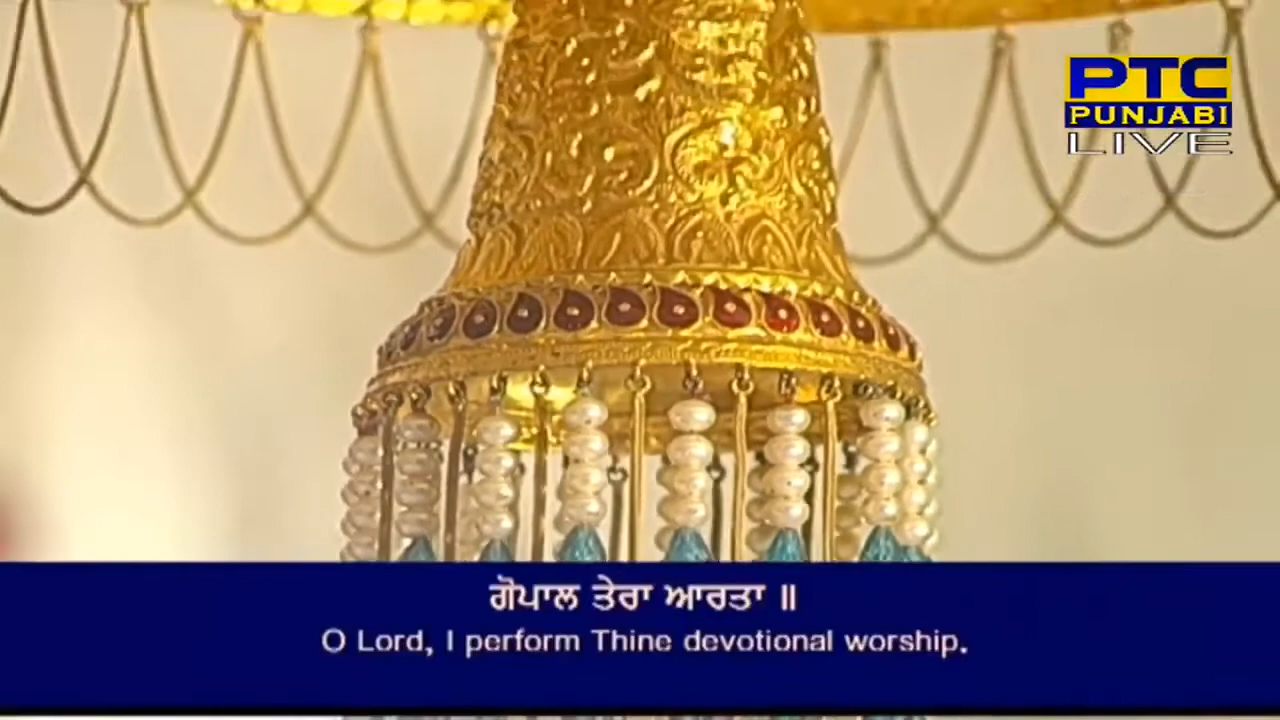 PTC
PUNJABI
LIVE
ਗੋਪਾਲ ਤੇਰਾ ਆਰਤਾ ॥
O Lord, I perform Thine devotional worship.